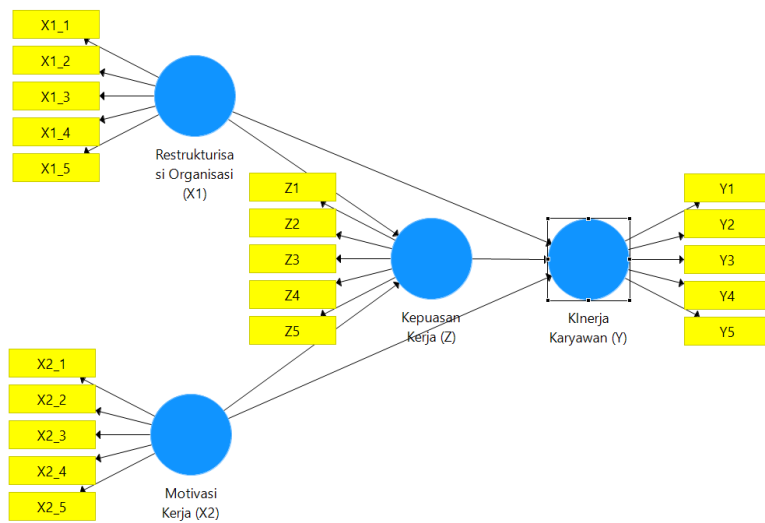 X1_1
X1_2
X1_3
X1_4
X1_5
Restrukturisa
si Organisasi
(X1)
Z1
Z2
Z3
Z4
Z5
Kepuasan
Kerja (Z)
KInerja
Karyawan (Y)
Y1
Y2
Y3
Y4
Y5
X2_1
X2_2
X2_3
X2_4
X2_5
Motivasi
Kerja (X2)